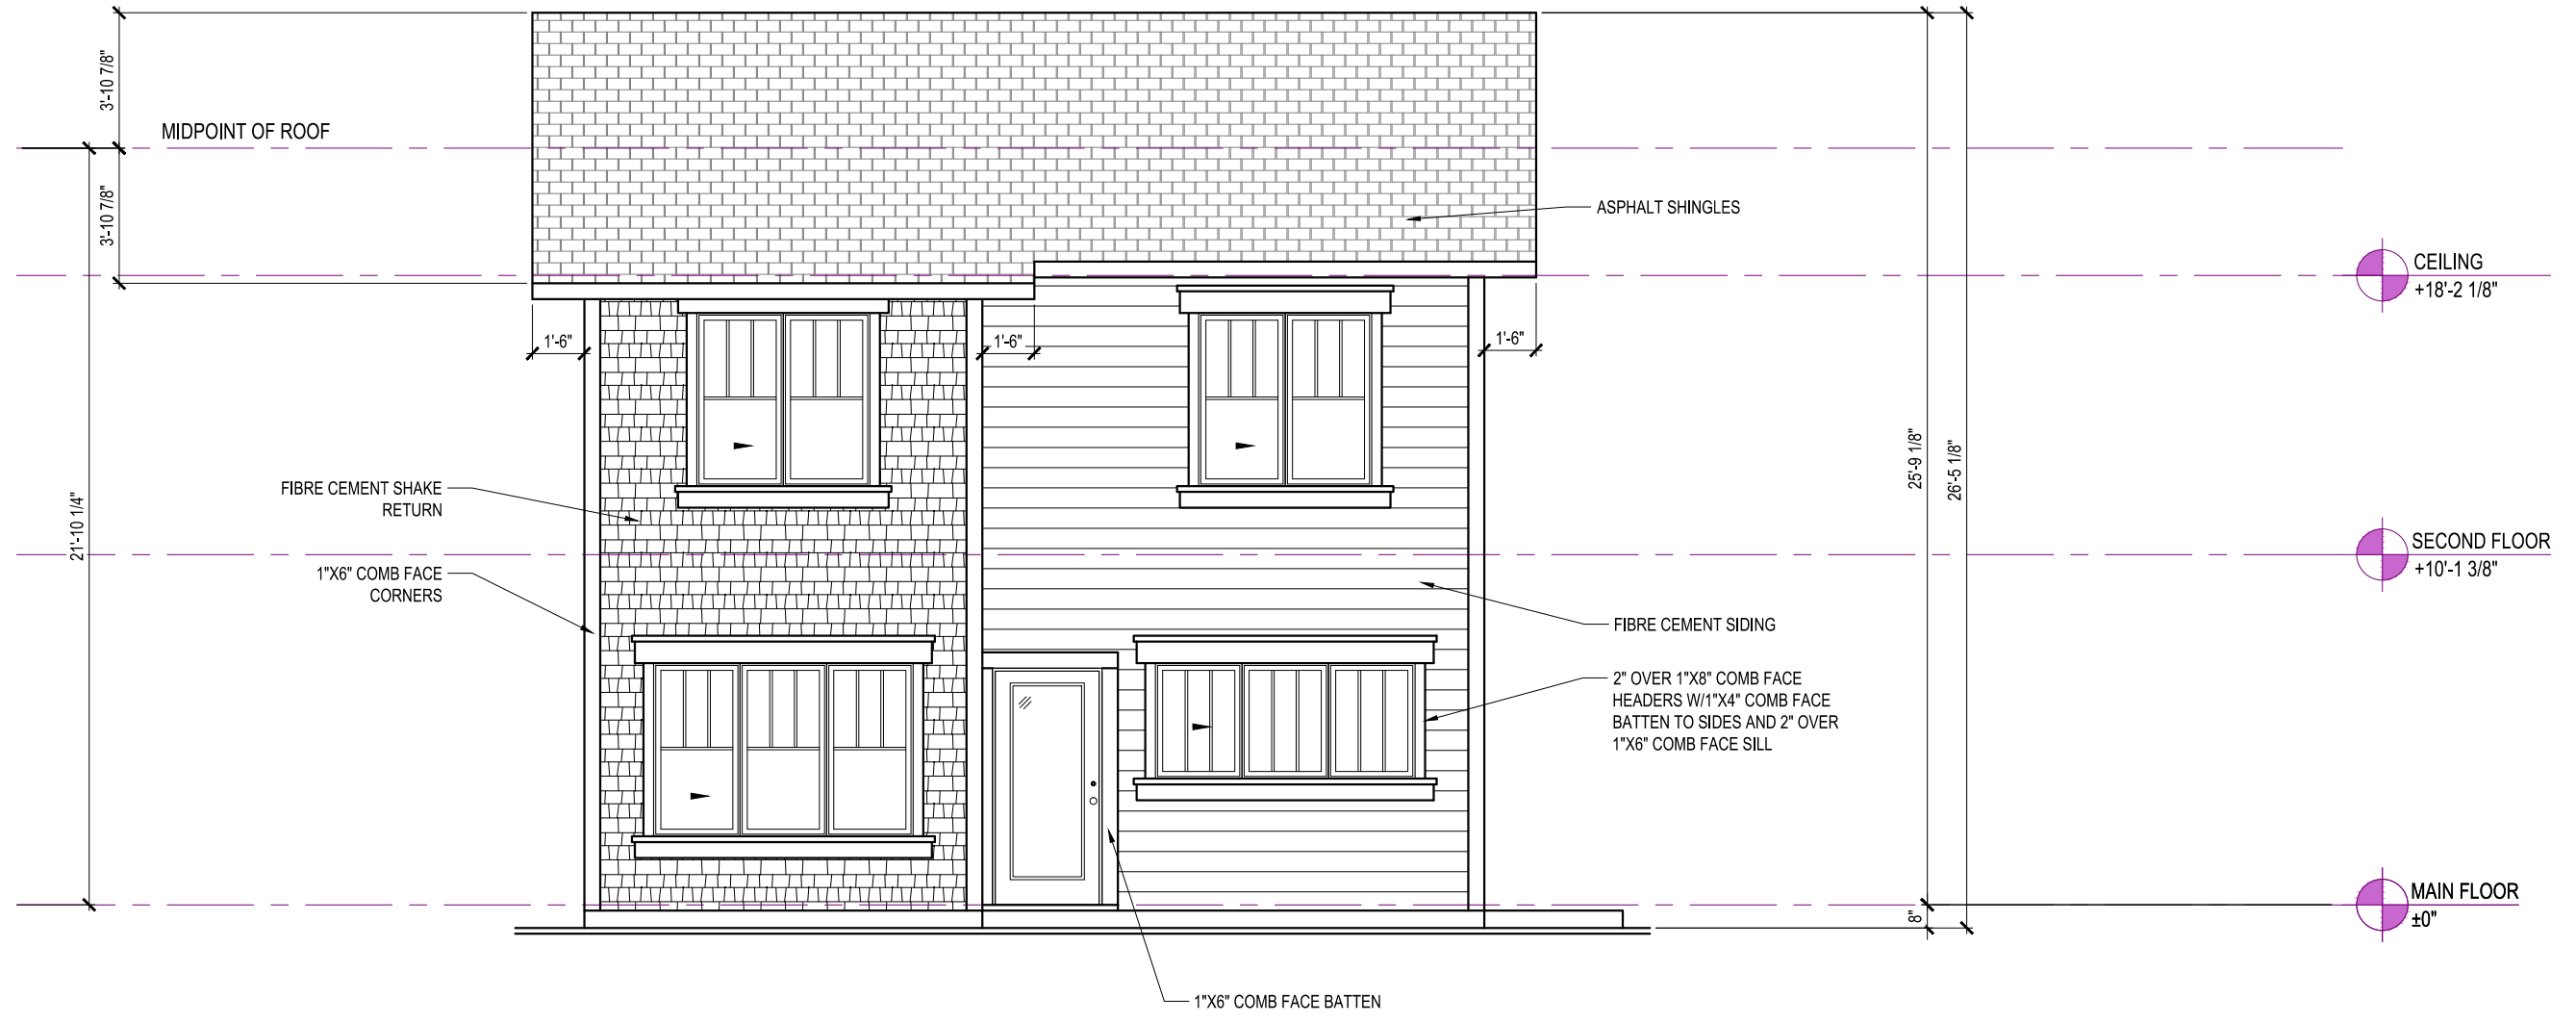 3'-10 7/8"
MIDPOINT OF ROOF
3'-10 7/8"
ASPHALT SHINGLES
CEILING
+18'-2 1/8"
1'-6"
1'-6"
1'-6"
25'-9 1/8"
26'-5 1/8"
FIBRE CEMENT SHAKE
RETURN
21'-10 1/4"
SECOND FLOOR
+10'-1 3/8"
1"X6" COMB FACE
CORNERS
FIBRE CEMENT SIDING
2" OVER 1"X8" COMB FACE
HEADERS W/1"X4" COMB FACE
BATTEN TO SIDES AND 2" OVER
1"X6" COMB FACE SILL
MAIN FLOOR
±0"
8"
1"X6" COMB FACE BATTEN